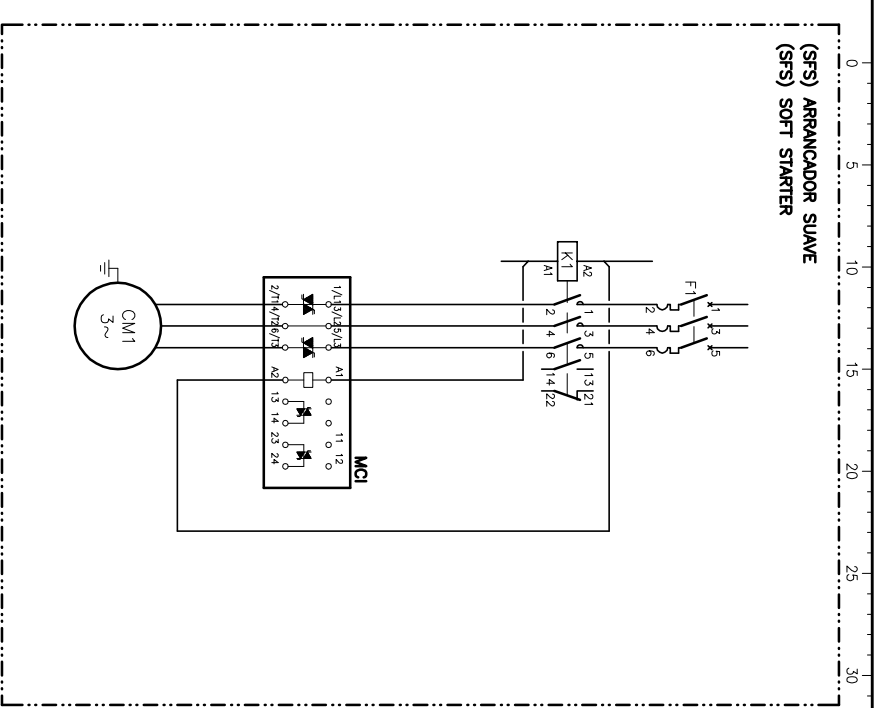 0 5 10 15 20 25 30
(SFS) ARRANCADOR SUAVE
(SFS) SOFT STARTER
F1
1 3 5
2 4 6
K1
A2
A1
1 3 5 13 21
2 4 6 14 22
MCI
1/L1 3/L2 5/L3 A1 11 12
2/T1 4/T2 6/T3 A2 13 14 23 24
CM1
3~